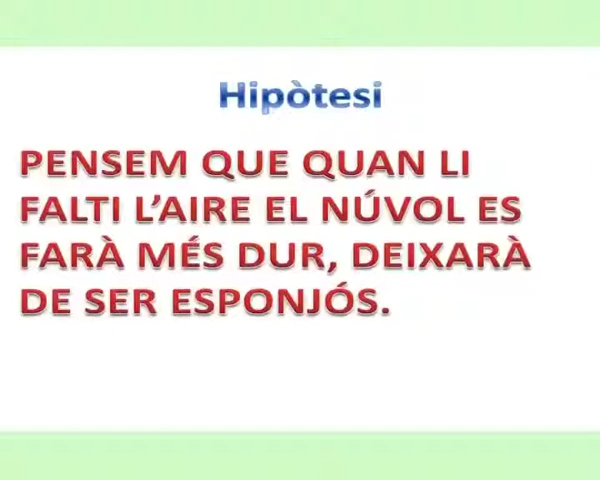 Hipòtesi
PENSEM QUE QUAN LI
FALTI L’AIRE EL NÚVOL ES
FARÀ MÉS DUR, DEIXARÀ
DE SER ESPONJÓS.